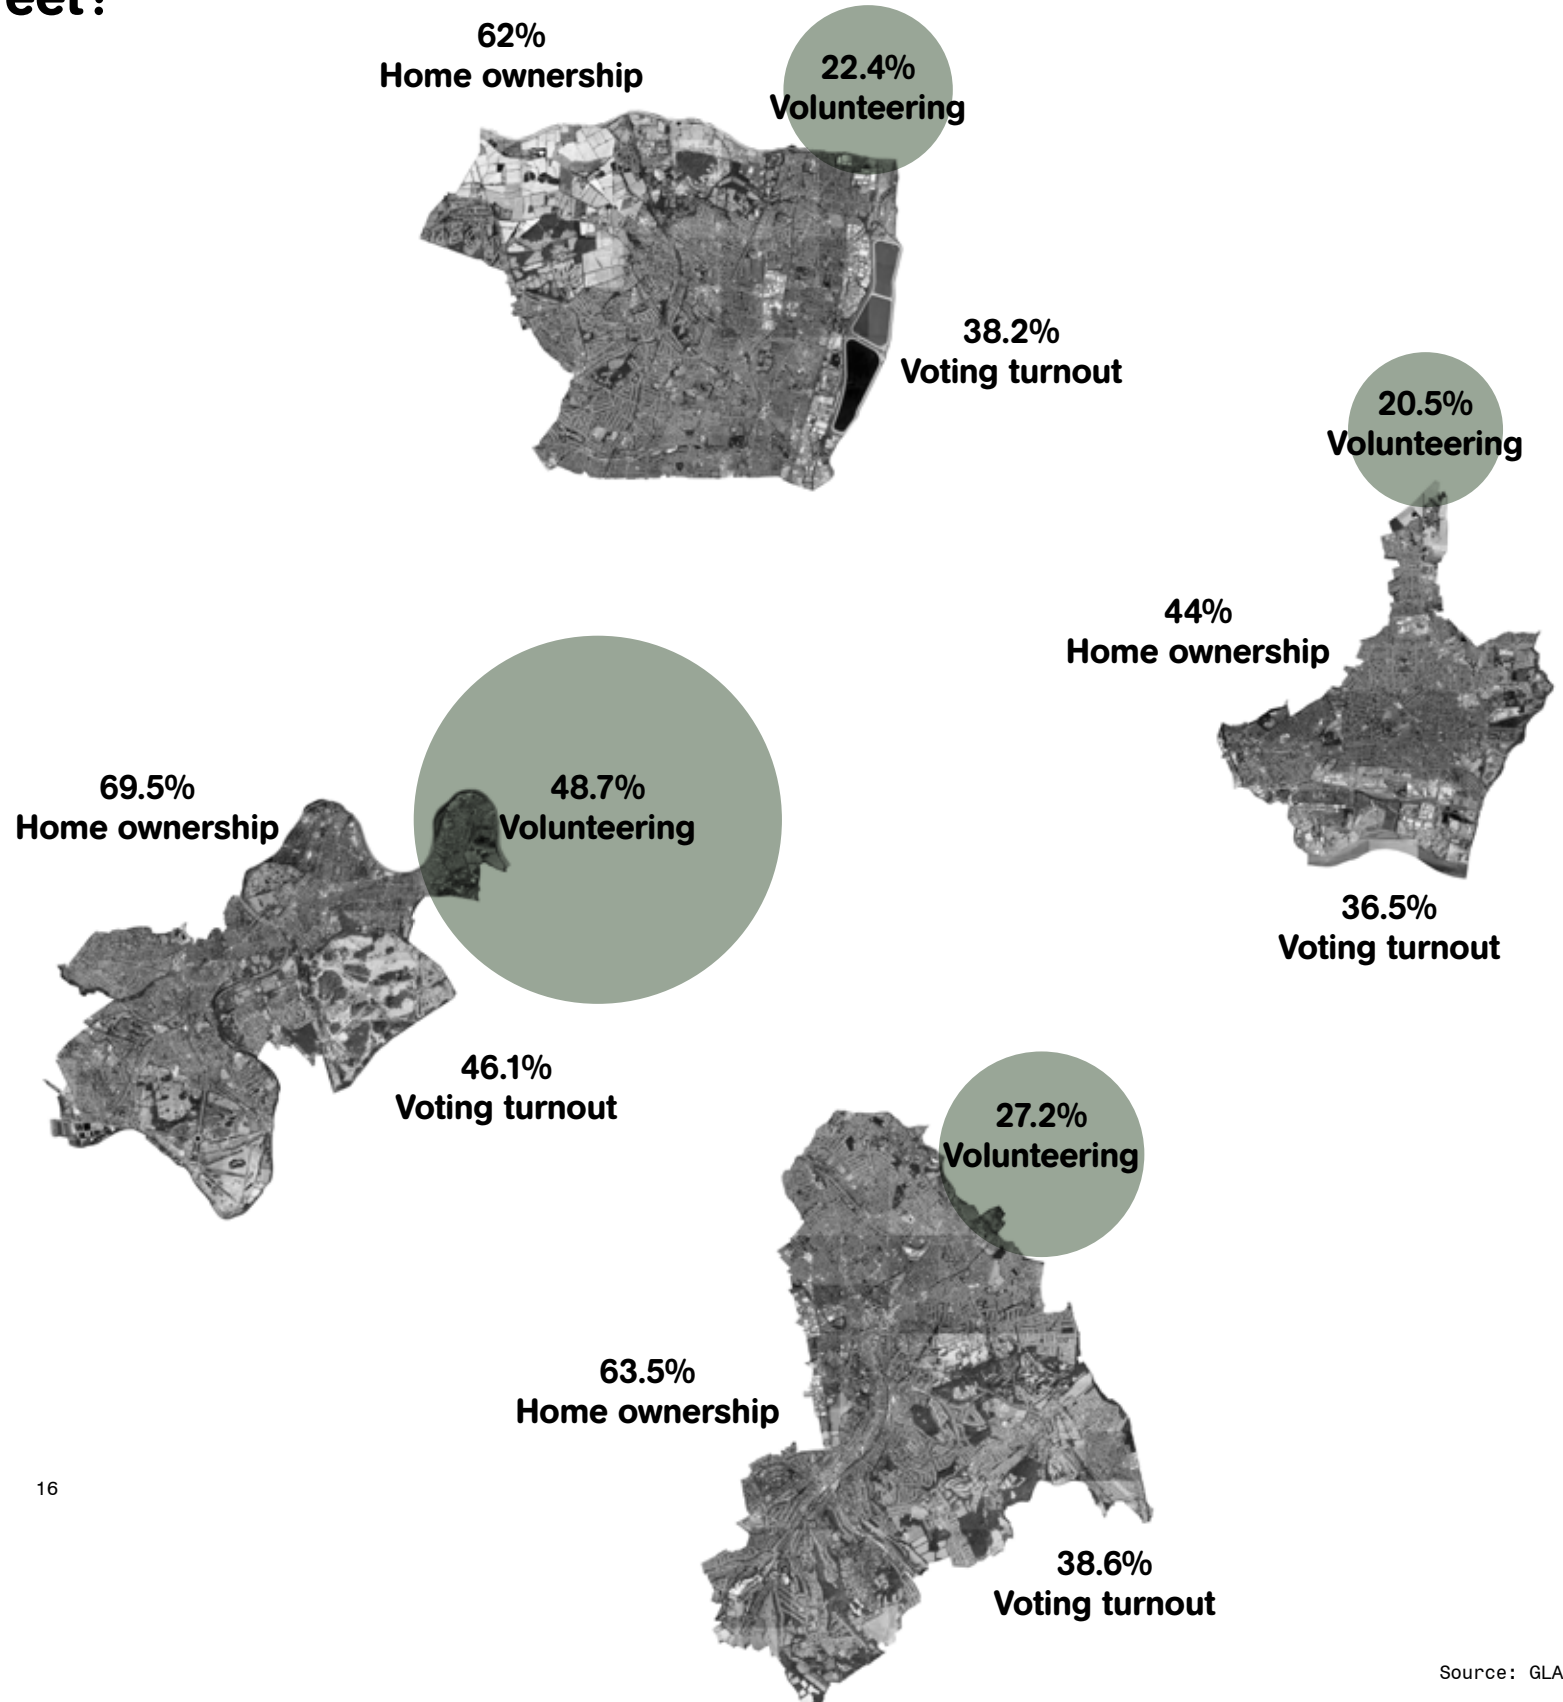 62%
Home ownership
22.4%
Volunteering
38.2%
Voting turnout
20.5%
Volunteering
44%
Home ownership
36.5%
Voting turnout
69.5%
Home ownership
48.7%
Volunteering
46.1%
Voting turnout
27.2%
Volunteering
63.5%
Home ownership
38.6%
Voting turnout
16
Source: GLA